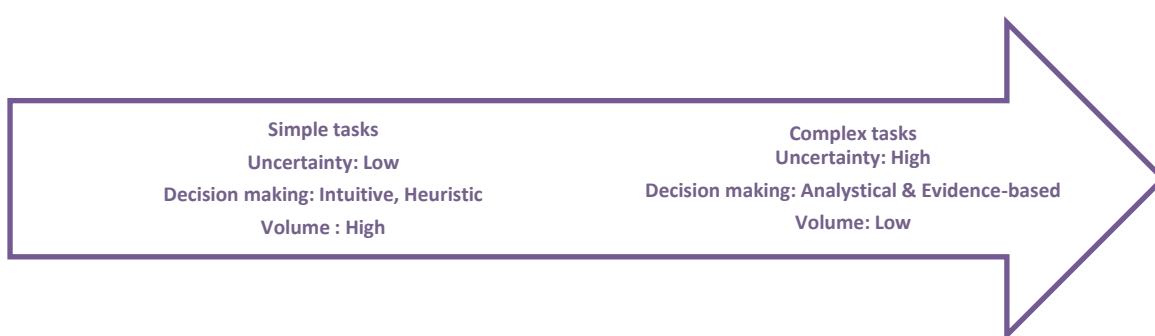 Simple tasks
Uncertainty: Low
Decision making: Intuitive, Heuristic
Volume : High
Complex tasks
Uncertainty: High
Decision making: Analystical & Evidence-based
Volume: Low